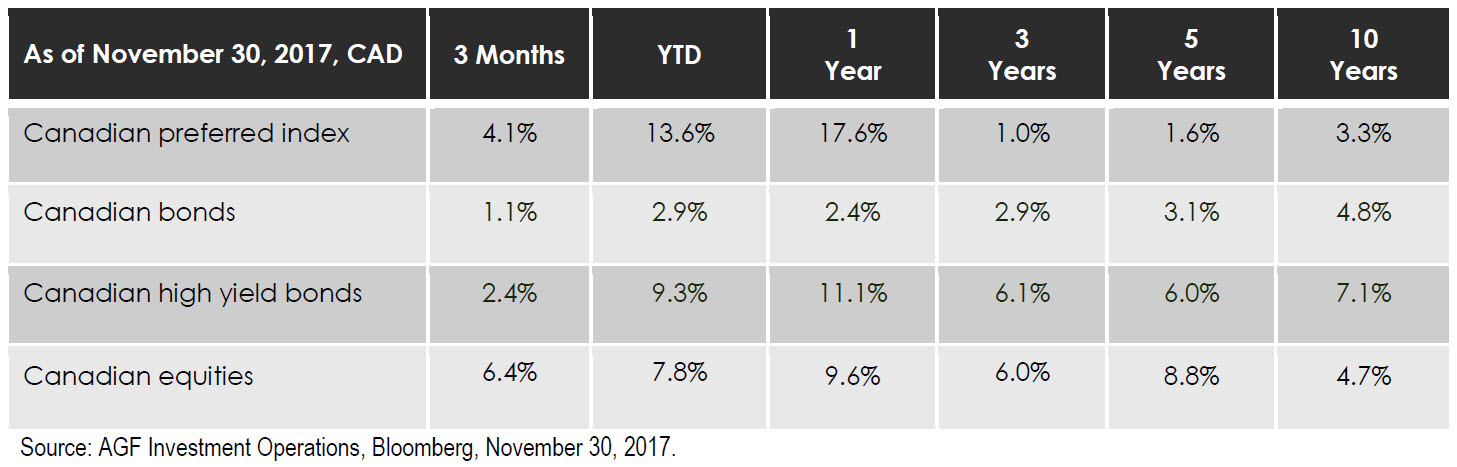 As of November 30, 2017, CAD 3 Months YTD 1 Year 3 Years 5 Years 10 Years
Canadian preferred index 4.1% 13.6% 17.6% 1.0% 1.6% 3.3%
Canadian bonds 1.1% 2.9% 2.4% 2.9% 3.1% 4.8%
Canadian high yield bonds 2.4% 9.3% 11.1% 6.1% 6.0% 7.1%
Canadian equities 6.4% 7.8% 9.6% 6.0% 8.8% 4.7%
Source: AGF Investment Operations, Bloomberg, November 30, 2017.